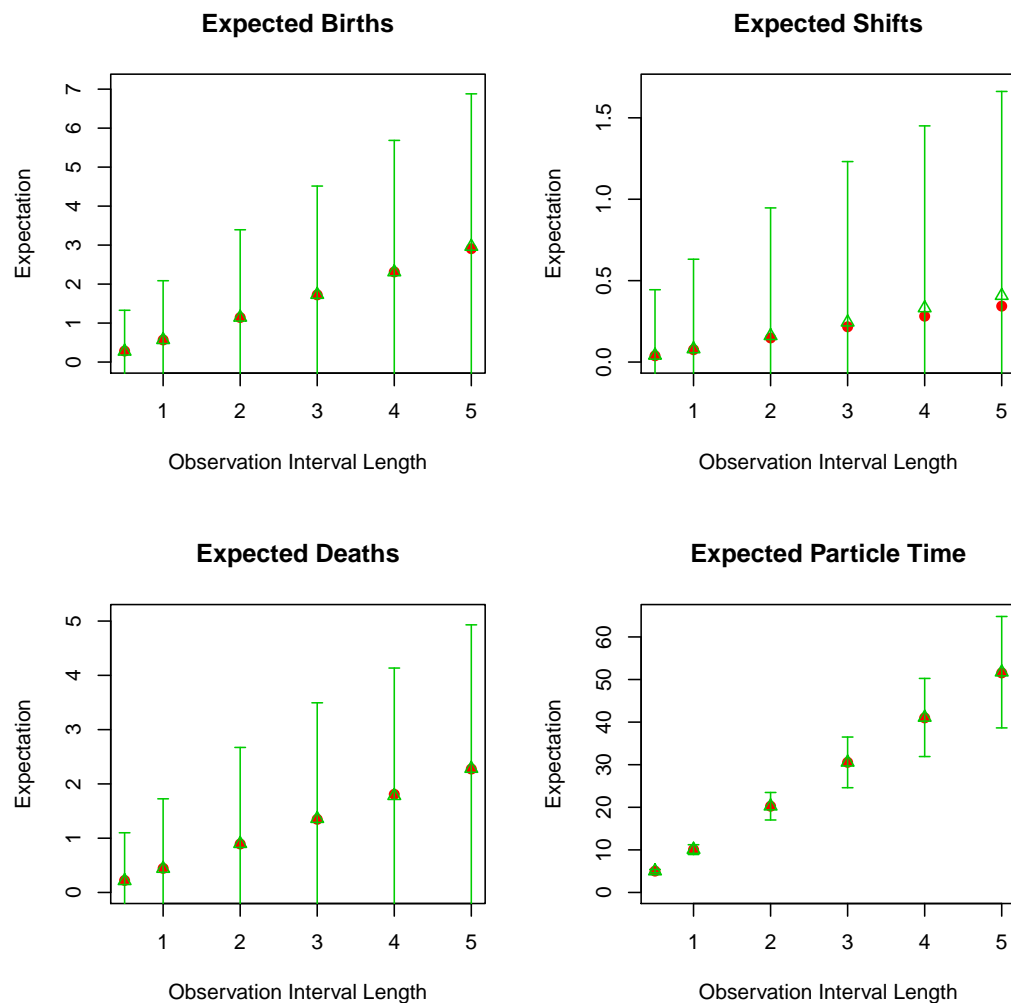 Expected Births
Expectation
7
6
5
4
3
2
1
0
1 2 3 4 5
Observation Interval Length
Expected Shifts
Expectation
1.5
1.0
0.5
0.0
1 2 3 4 5
Observation Interval Length
Expected Deaths
Expectation
5
4
3
2
1
0
1 2 3 4 5
Observation Interval Length
Expected Particle Time
Expectation
60
50
40
30
20
10
0
1 2 3 4 5
Observation Interval Length